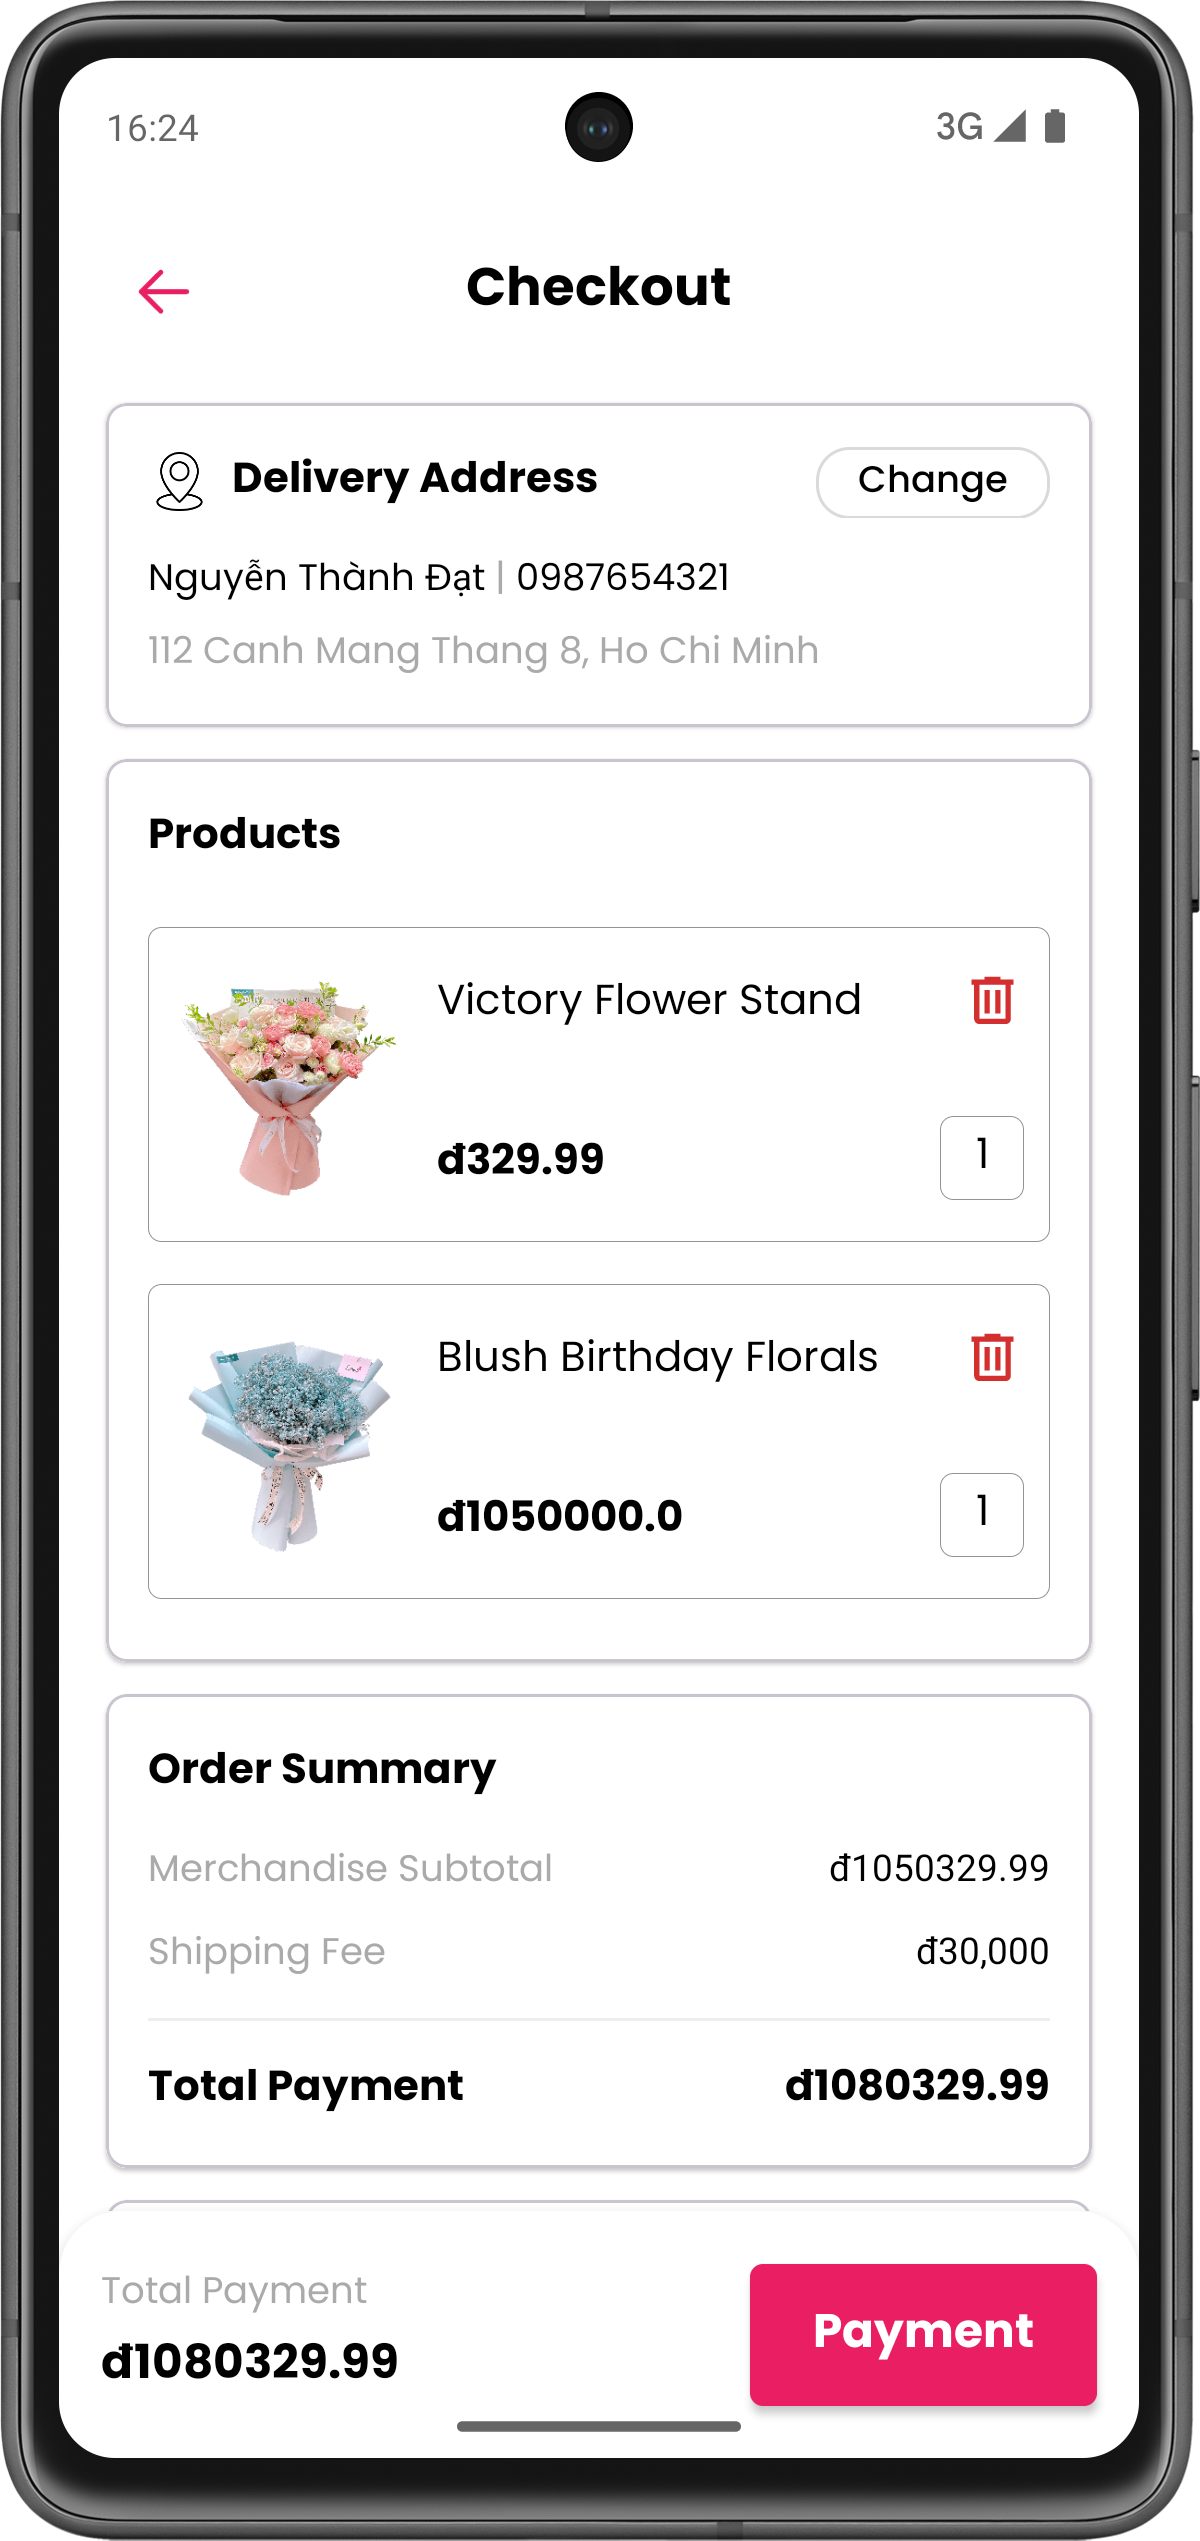 16:24
3G
Checkout
Delivery Address
Change
Nguyễn Thành Đạt | 0987654321
112 Canh Mang Thang 8, Ho Chi Minh
Products
Victory Flower Stand
đ329.99
1
Blush Birthday Florals
đ1050000.0
1
Order Summary
Merchandise Subtotal
đ1050329.99
Shipping Fee
đ30,000
Total Payment
đ1080329.99
Total Payment
đ1080329.99
Payment